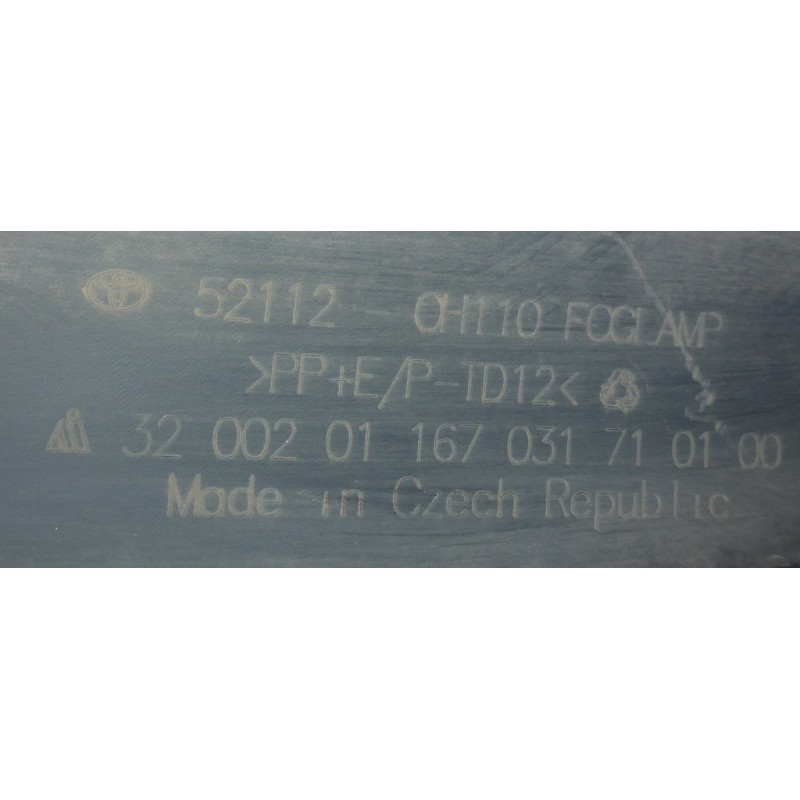 52112 - 0H110 FOGLAMP
>PP+E/P-TD12<
32 002 01 167 031 71 01 00
Made in Czech Republic